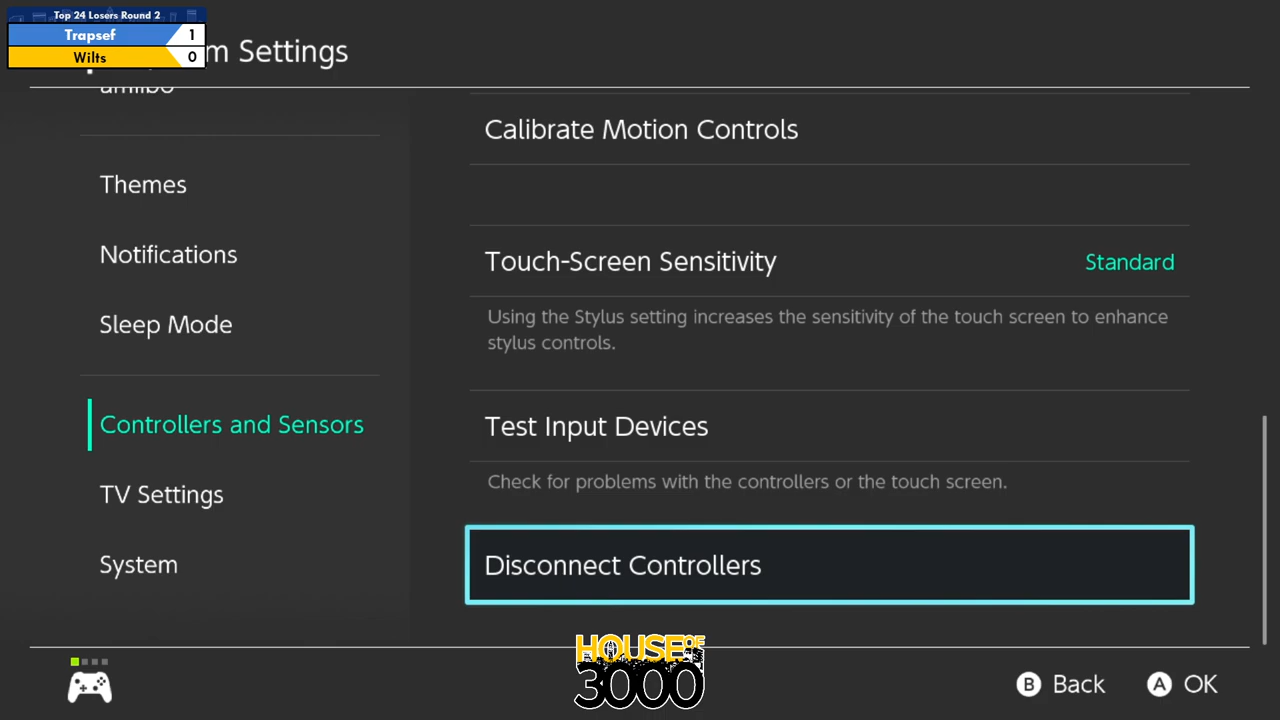 Top 24 Losers Round 2
Trapsef 1
Wilts 0
m Settings
amiibo
Themes
Notifications
Sleep Mode
Controllers and Sensors
TV Settings
System
Calibrate Motion Controls
Touch-Screen Sensitivity Standard
Using the Stylus setting increases the sensitivity of the touch screen to enhance
stylus controls.
Test Input Devices
Check for problems with the controllers or the touch screen.
Disconnect Controllers
HOUSE OF
3000
B Back A OK